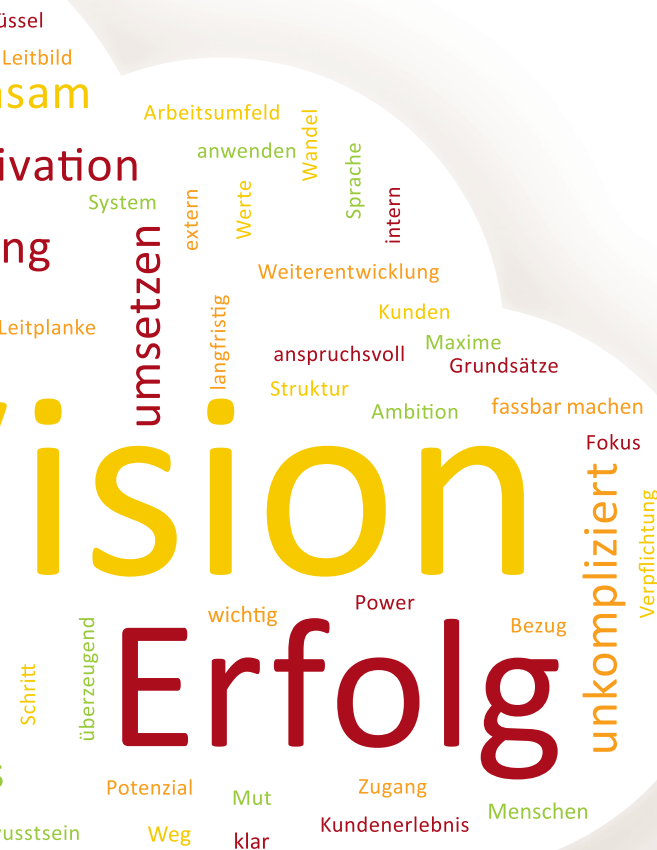 üssel
Leitbild
nsam
Arbeitsumfeld
Wandel
anwenden
Sprache
ivation
System
extern
Werte
intern
ng
umsetzen
Weiterentwicklung
langfristig
Kunden
Leitplanke
anspruchsvoll
Maxime
Grundsätze
Struktur
Ambition
fassbar machen
Fokus
Vision
unkompliziert
Verpflichtung
Power
wichtig
Bezug
überzeugend
Erfolg
Schritt
s
Potenzial
Zugang
Mut
Menschen
usstsein
Weg
klar
Kundenerlebnis